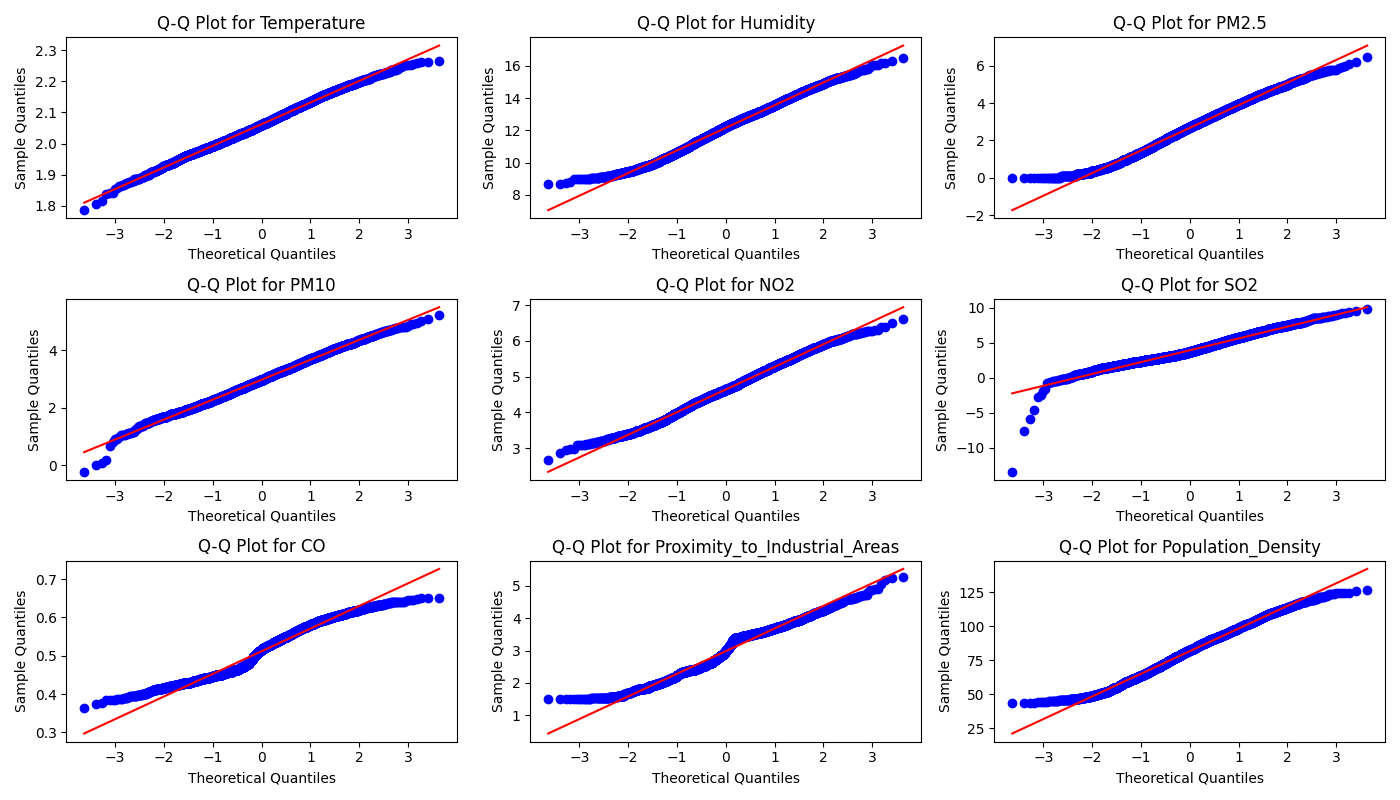 Q-Q Plot for Temperature
Q-Q Plot for Humidity
Q-Q Plot for PM2.5
Sample Quantiles
2.3
2.2
2.1
2.0
1.9
1.8
−3 −2 −1 0 1 2 3
Theoretical Quantiles
Sample Quantiles
16
14
12
10
8
−3 −2 −1 0 1 2 3
Theoretical Quantiles
Sample Quantiles
6
4
2
0
−2
−3 −2 −1 0 1 2 3
Theoretical Quantiles
Q-Q Plot for PM10
Q-Q Plot for NO2
Q-Q Plot for SO2
Sample Quantiles
4
2
0
−3 −2 −1 0 1 2 3
Theoretical Quantiles
Sample Quantiles
7
6
5
4
3
−3 −2 −1 0 1 2 3
Theoretical Quantiles
Sample Quantiles
10
5
0
−5
−10
−3 −2 −1 0 1 2 3
Theoretical Quantiles
Q-Q Plot for CO
Q-Q Plot for Proximity_to_Industrial_Areas
Q-Q Plot for Population_Density
Sample Quantiles
0.7
0.6
0.5
0.4
0.3
−3 −2 −1 0 1 2 3
Theoretical Quantiles
Sample Quantiles
5
4
3
2
1
−3 −2 −1 0 1 2 3
Theoretical Quantiles
Sample Quantiles
125
100
75
50
25
−3 −2 −1 0 1 2 3
Theoretical Quantiles